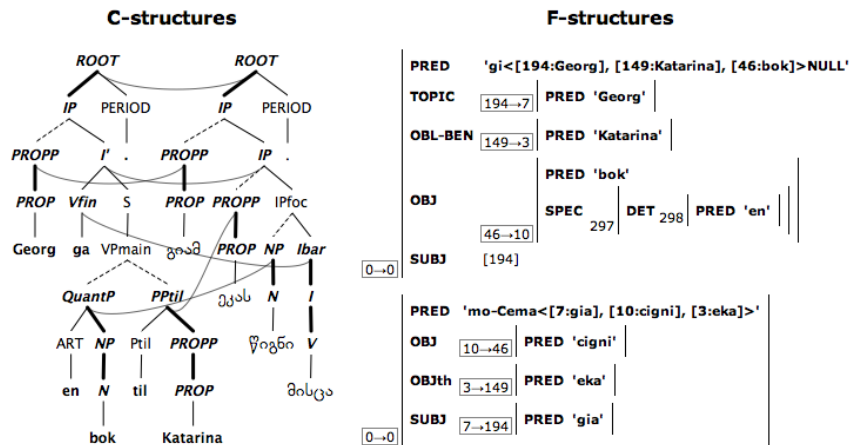 C-structures F-structures
ROOT ROOT
PRED 'gi<[194:Georg], [149:Katarina], [46:bok]>NULL'
IP PERIOD IP PERIOD
TOPIC 194→7 PRED 'Georg'
OBL-BEN 149→3 PRED 'Katarina'
PROPP I' . PROPP IP .
PRED 'bok'
OBJ 46→10 SPEC 297 DET 298 PRED 'en'
PROP Vfin S PROP PROPP IPfoc
Georg ga VPmain გიამ PROP NP Ibar
0→0 SUBJ [194]
QuantP PPtil ეკას N I
PRED 'mo-Cema<[7:gia], [10:cigni], [3:eka]>'
ART NP Ptil PROPP წიგნი V
OBJ 10→46 PRED 'cigni'
en N til PROP მისცა
OBJth 3→149 PRED 'eka'
bok Katarina
0→0 SUBJ 7→194 PRED 'gia'